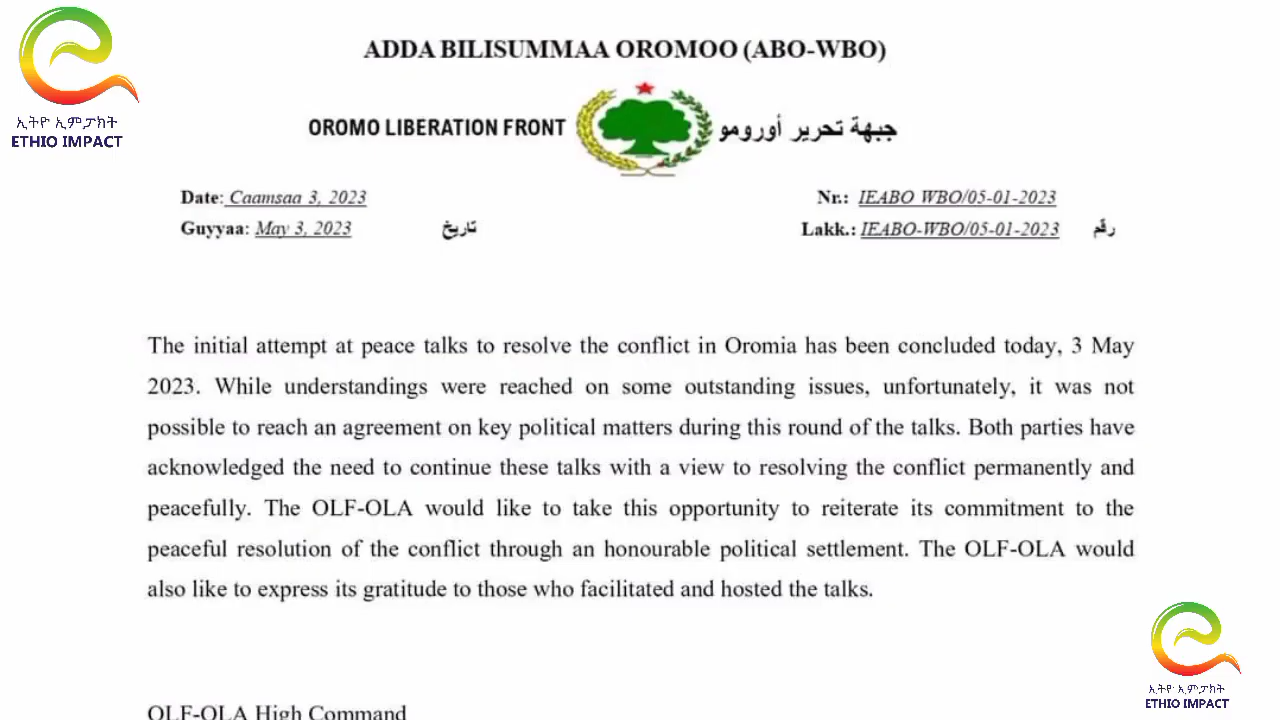 ኢትዮ ኢምፓክት
ETHIO IMPACT
ADDA BILISUMMAA OROMOO (ABO-WBO)
OROMO LIBERATION FRONT جبهة تحرير أورومو
Date: Caamsaa 3, 2023 Nr.: IEABO WBO/05-01-2023
Guyyaa: May 3, 2023 تاريخ Lakk.: IEABO-WBO/05-01-2023 رقم
The initial attempt at peace talks to resolve the conflict in Oromia has been concluded today, 3 May
2023. While understandings were reached on some outstanding issues, unfortunately, it was not
possible to reach an agreement on key political matters during this round of the talks. Both parties have
acknowledged the need to continue these talks with a view to resolving the conflict permanently and
peacefully. The OLF-OLA would like to take this opportunity to reiterate its commitment to the
peaceful resolution of the conflict through an honourable political settlement. The OLF-OLA would
also like to express its gratitude to those who facilitated and hosted the talks.
OLF-OLA High Command
ኢትዮ ኢምፓክት
ETHIO IMPACT